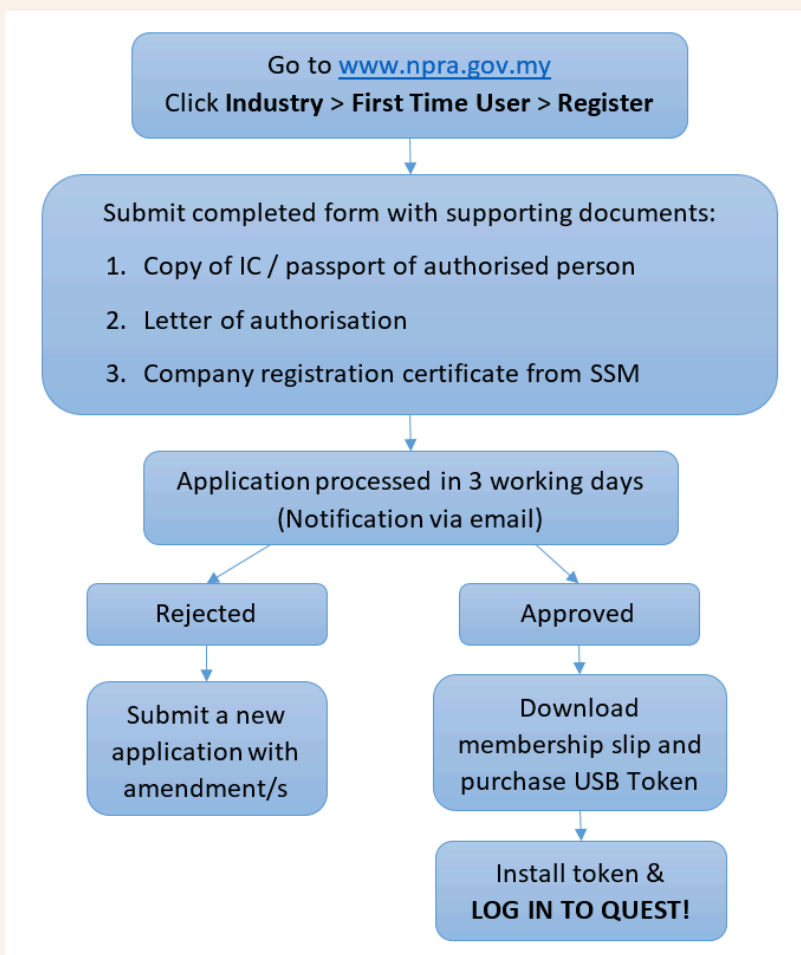 Go to www.npra.gov.my
Click Industry > First Time User > Register
Submit completed form with supporting documents:
1. Copy of IC / passport of authorised person
2. Letter of authorisation
3. Company registration certificate from SSM
Application processed in 3 working days
(Notification via email)
Rejected
Approved
Submit a new
application with
amendment/s
Download
membership slip and
purchase USB Token
Install token &
LOG IN TO QUEST!